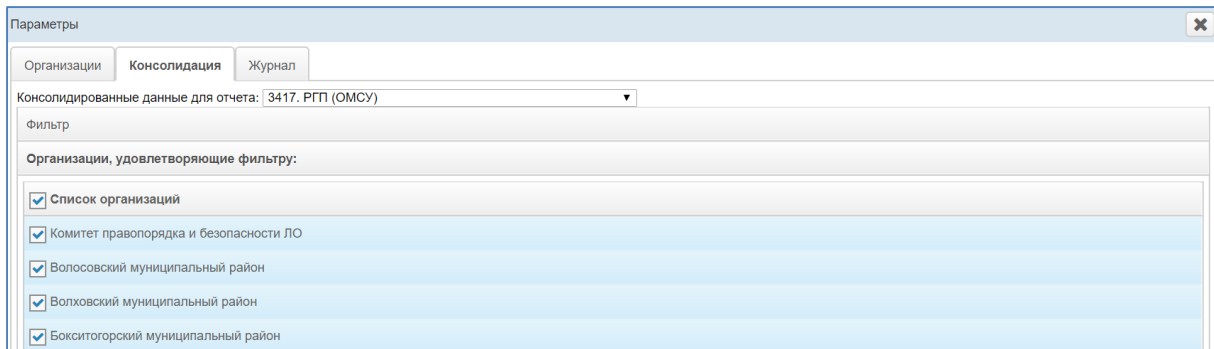 Параметры
Организации Консолидация Журнал
Консолидированные данные для отчета: 3417. РГП (ОМСУ)
Фильтр
Организации, удовлетворяющие фильтру:
Список организаций
Комитет правопорядка и безопасности ЛО
Волосовский муниципальный район
Волховский муниципальный район
Бокситогорский муниципальный район